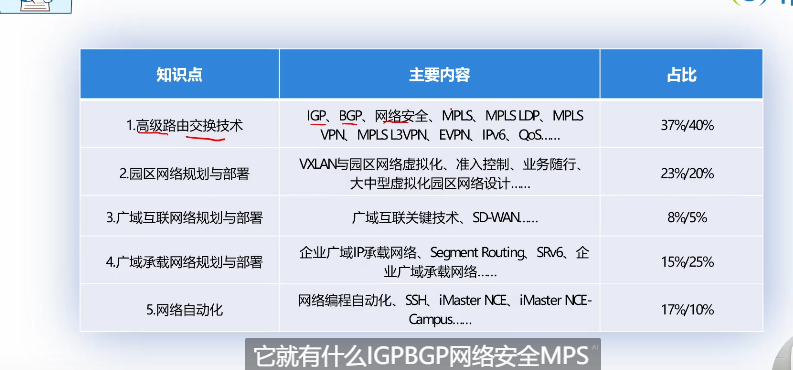 知识点 主要内容 占比
1.高级路由交换技术 IGP、BGP、网络安全、MPLS、MPLS LDP、MPLS 37%/40%
VPN、MPLS L3VPN、EVPN、IPv6、QoS……
2.园区网络规划与部署 VXLAN与园区网络虚拟化、准入控制、业务随行、 23%/20%
大中型虚拟化园区网络设计……
3.广域互联网络规划与部署 广域互联关键技术、SD-WAN…… 8%/5%
4.广域承载网络规划与部署 企业广域IP承载网络、Segment Routing、SRv6、企 15%/25%
业广域承载网络……
5.网络自动化 网络编程自动化、SSH、iMaster NCE、iMaster NCE- 17%/10%
Campus……
它就有什么IGPBGP网络安全MPS